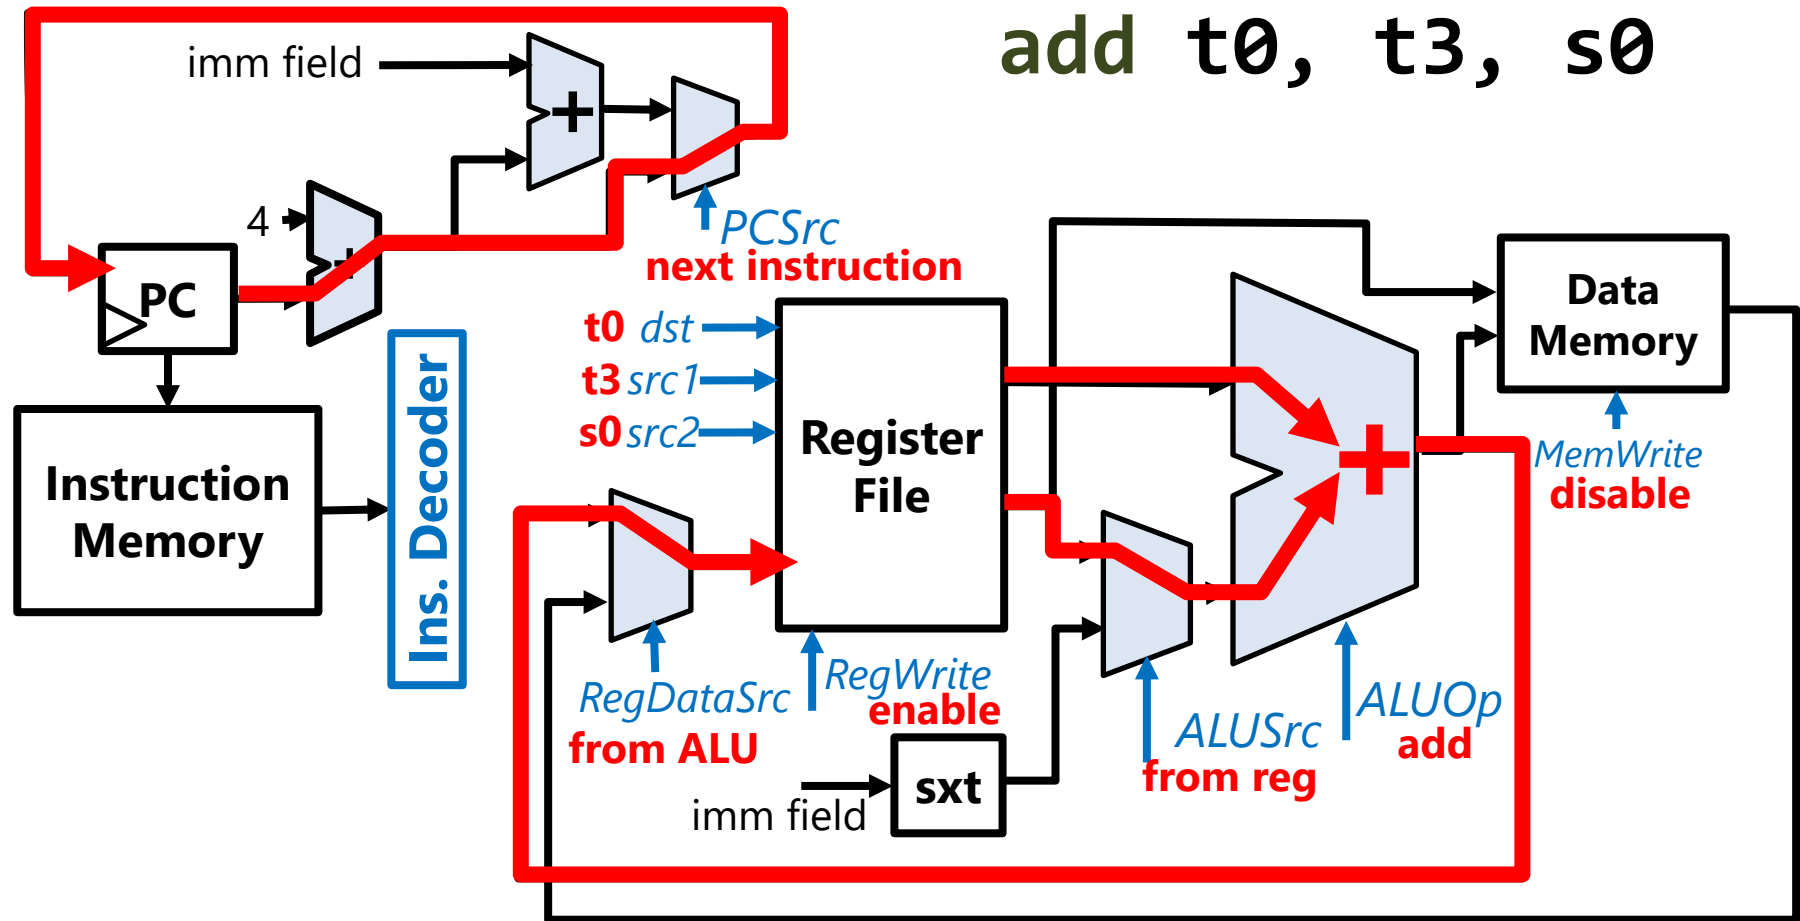 add t0, t3, s0
imm field
+
4
+
PCSrc
next instruction
PC
Data
Memory
t0 dst
t3 src1
s0 src2
Register
File
+
MemWrite
disable
Instruction
Memory
Ins. Decoder
RegDataSrc
from ALU
RegWrite
enable
ALUSrc
from reg
ALUOp
add
sxt
imm field